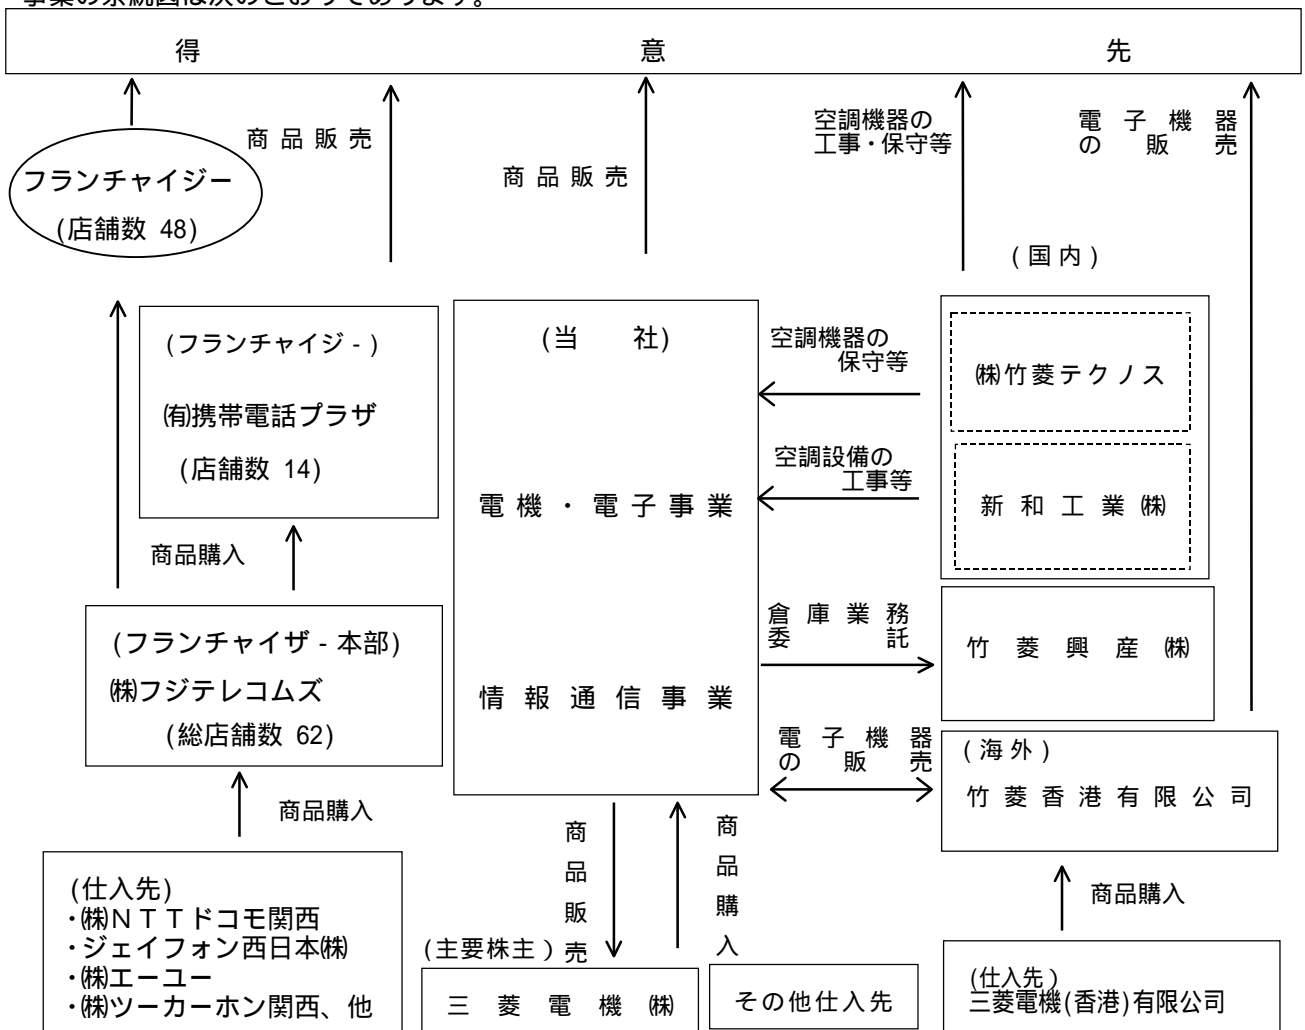 事業の系統図は次のとおりであります。
得意先
商品販売
商品販売
空調機器の
工事・保守等
電子機器
の販売
フランチャイジー
(店舗数 48)
(国内)
(フランチャイジ-)
㈲携帯電話プラザ
(店舗数 14)
(当社)
電機・電子事業
情報通信事業
空調機器の
保守等
空調設備の
工事等
㈱竹菱テクノス
新和工業㈱
商品購入
(フランチャイザ-本部)
㈱フジテレコムズ
(総店舗数 62)
倉庫業務
委託
竹菱興産㈱
電子機器
の販売
(海外)
竹菱香港有限公司
商品購入
商品販売
商品購入
商品購入
(仕入先)
・㈱NTTドコモ関西
・ジェイフォン西日本㈱
・㈱エーユー
・㈱ツーカーホン関西、他
(主要株主)
三菱電機㈱
その他仕入先
(仕入先)
三菱電機(香港)有限公司